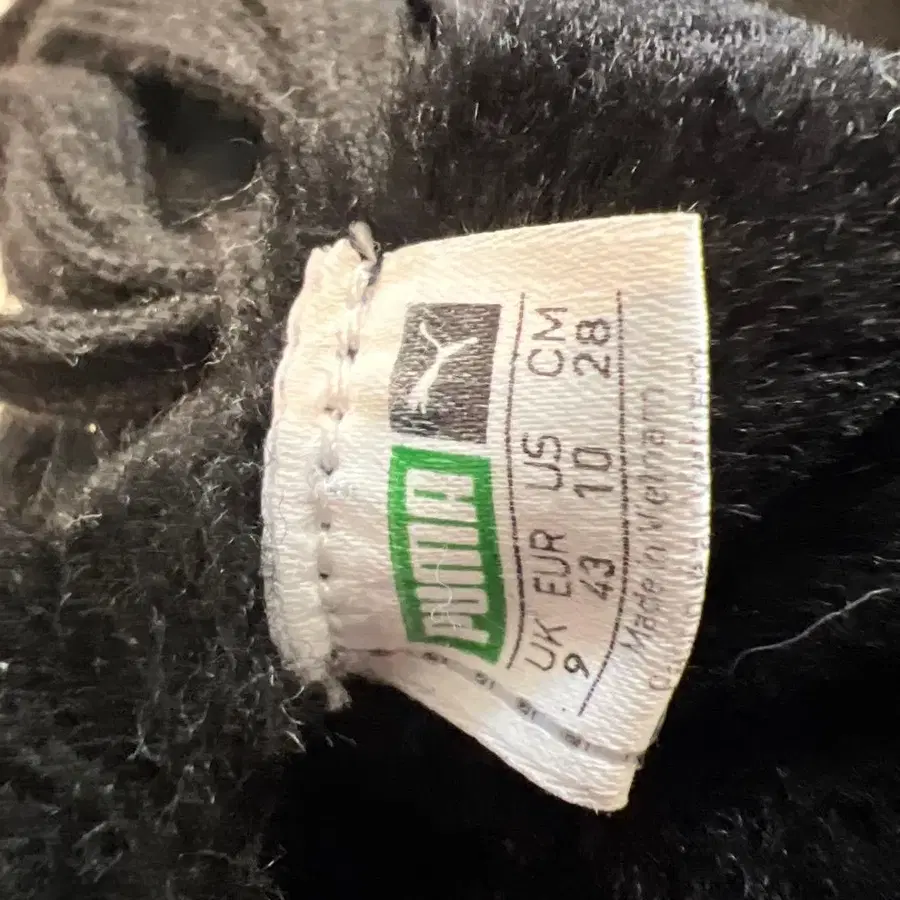 PUMA
UK EUR US CM
9 43 10 28
Made in Vietnam